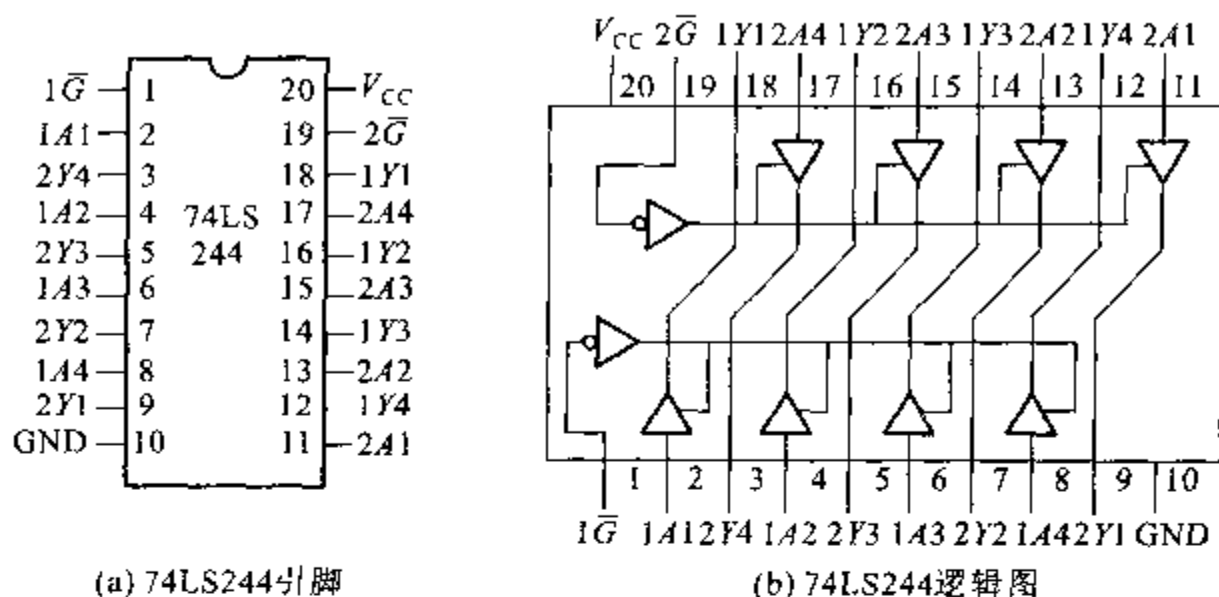 1G̅ 1 20 V_CC
1A1 2 19 2G̅
2Y4 3 18 1Y1
1A2 4 74LS 17 2A4
2Y3 5 244 16 1Y2
1A3 6 15 2A3
2Y2 7 14 1Y3
1A4 8 13 2A2
2Y1 9 12 1Y4
GND 10 11 2A1
(a) 74LS244引脚
V_CC 2G̅ 1Y1 2A4 1Y2 2A3 1Y3 2A2 1Y4 2A1
20 19 18 17 16 15 14 13 12 11
1 2 3 4 5 6 7 8 9 10
1G̅ 1A1 2Y4 1A2 2Y3 1A3 2Y2 1A4 2Y1 GND
(b) 74LS244逻辑图